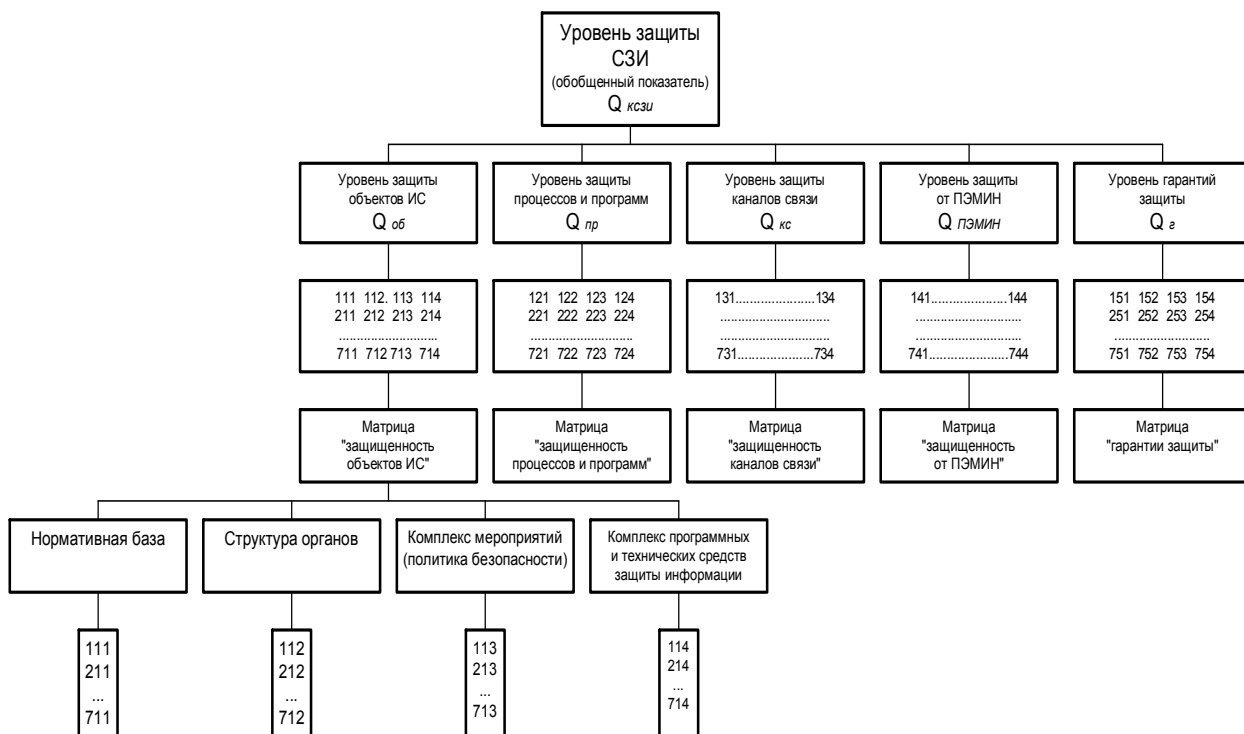 Уровень защиты
СЗИ
(обобщенный показатель)
Q ксзи
Уровень защиты
объектов ИС
Q об
Уровень защиты
процессов и программ
Q пр
Уровень защиты
каналов связи
Q кс
Уровень защиты
от ПЭМИН
Q ПЭМИН
Уровень гарантий
защиты
Q г
111 112. 113 114
211 212 213 214
.............................
711 712 713 714
121 122 123 124
221 222 223 224
..............................
721 722 723 724
131.......................134
................................
731......................734
141......................144
...............................
741.......................744
151 152 153 154
251 252 253 254
............................
751 752 753 754
Матрица
"защищенность
объектов ИС"
Матрица
"защищенность
процессов и программ"
Матрица
"защищенность
каналов связи"
Матрица
"защищенность
от ПЭМИН"
Матрица
"гарантии защиты"
Нормативная база
Структура органов
Комплекс мероприятий
(политика безопасности)
Комплекс программных
и технических средств
защиты информации
111
211
...
711
112
212
...
712
113
213
...
713
114
214
...
714